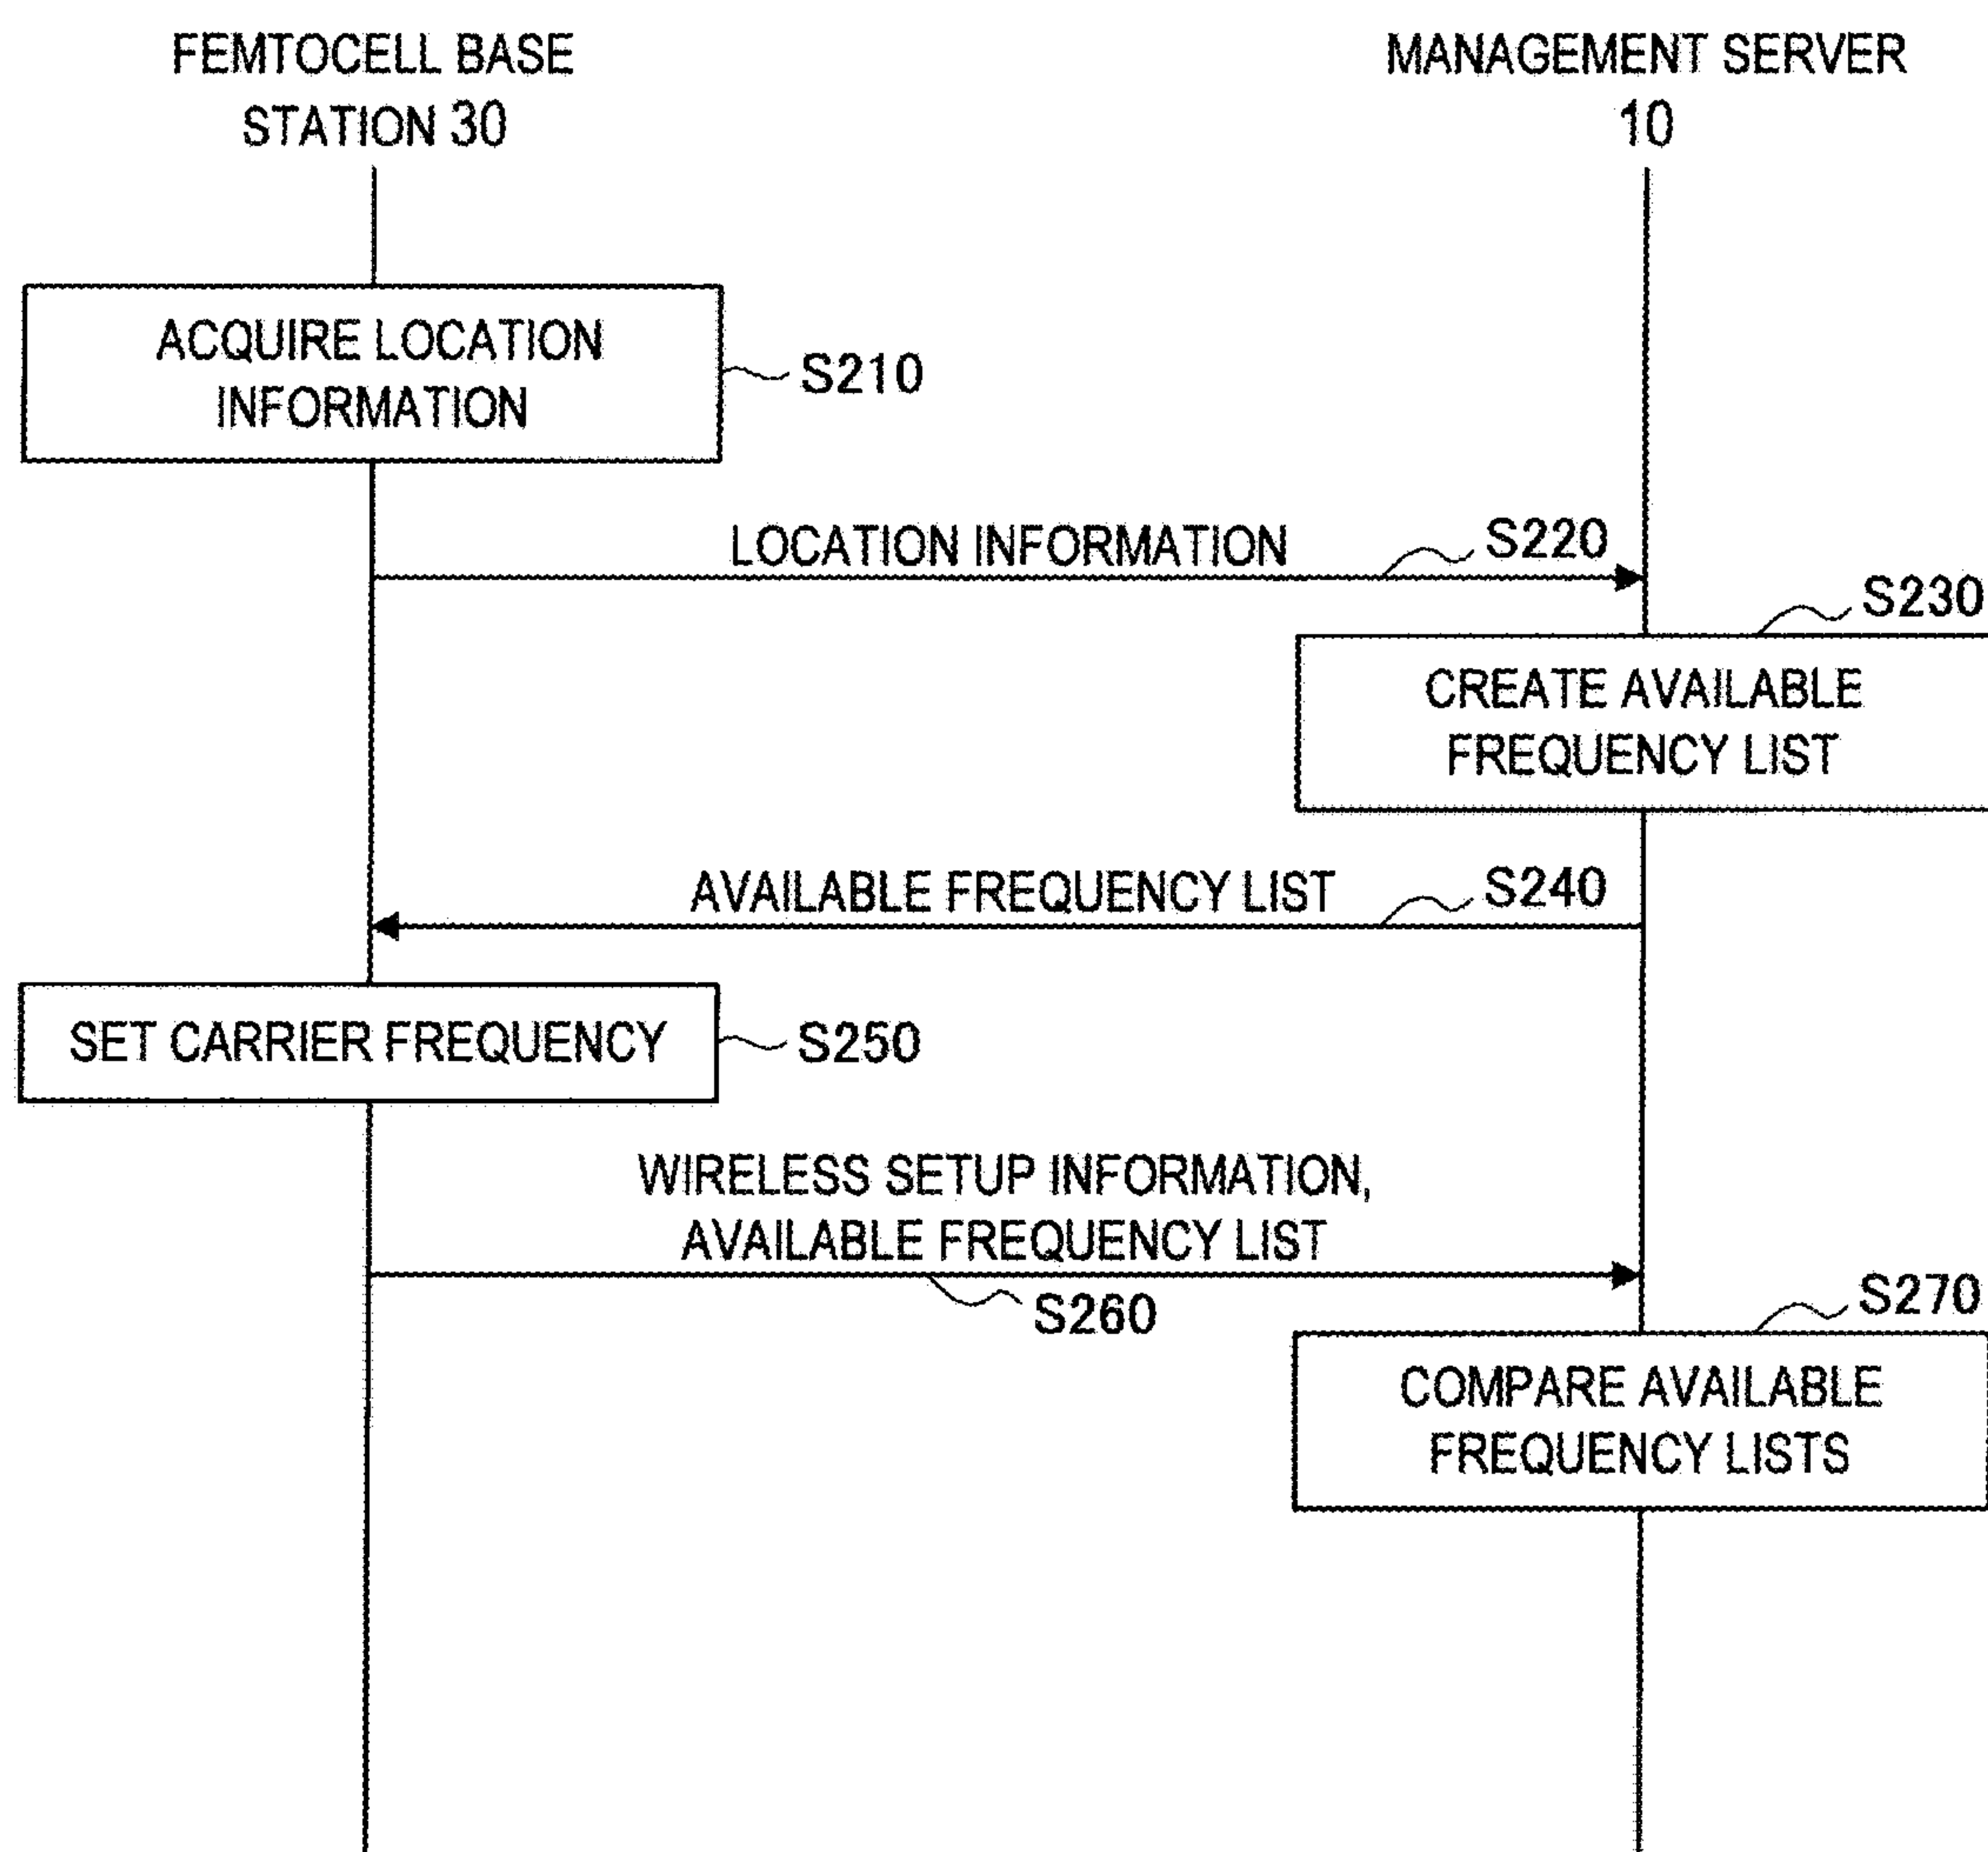 FEMTOCELL BASE
STATION 30
MANAGEMENT SERVER
10
ACQUIRE LOCATION
INFORMATION
S210
LOCATION INFORMATION
S220
S230
CREATE AVAILABLE
FREQUENCY LIST
AVAILABLE FREQUENCY LIST
S240
SET CARRIER FREQUENCY
S250
WIRELESS SETUP INFORMATION,
AVAILABLE FREQUENCY LIST
S260
S270
COMPARE AVAILABLE
FREQUENCY LISTS